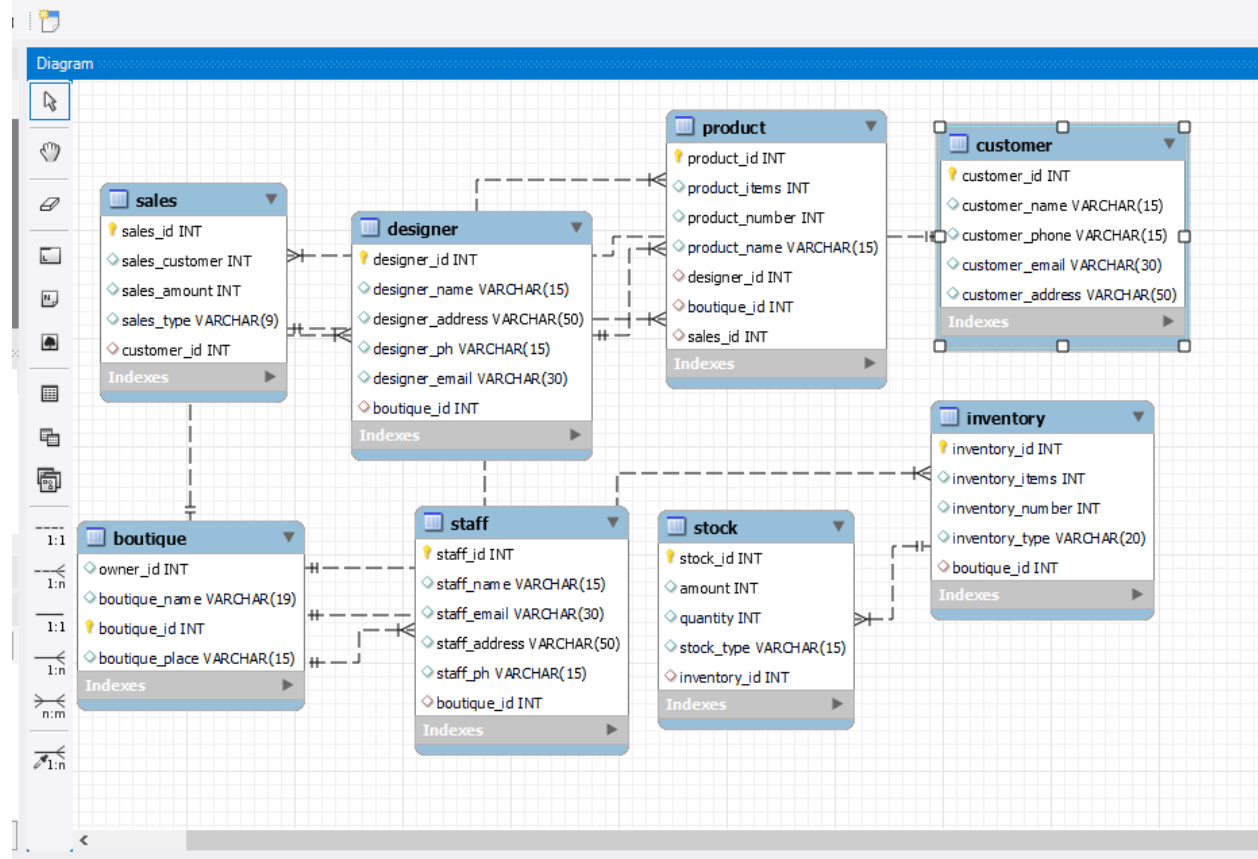 Diagram
product
product_id INT
product_items INT
product_number INT
product_name VARCHAR(15)
designer_id INT
boutique_id INT
sales_id INT
Indexes
customer
customer_id INT
customer_name VARCHAR(15)
customer_phone VARCHAR(15)
customer_email VARCHAR(30)
customer_address VARCHAR(50)
Indexes
sales
sales_id INT
sales_customer INT
sales_amount INT
sales_type VARCHAR(9)
customer_id INT
Indexes
designer
designer_id INT
designer_name VARCHAR(15)
designer_address VARCHAR(50)
designer_ph VARCHAR(15)
designer_email VARCHAR(30)
boutique_id INT
Indexes
inventory
inventory_id INT
inventory_items INT
inventory_number INT
inventory_type VARCHAR(20)
boutique_id INT
Indexes
boutique
owner_id INT
boutique_name VARCHAR(19)
boutique_id INT
boutique_place VARCHAR(15)
Indexes
staff
staff_id INT
staff_name VARCHAR(15)
staff_email VARCHAR(30)
staff_address VARCHAR(50)
staff_ph VARCHAR(15)
boutique_id INT
Indexes
stock
stock_id INT
amount INT
quantity INT
stock_type VARCHAR(15)
inventory_id INT
Indexes
1:1
1:n
1:1
1:n
n:m
1:n